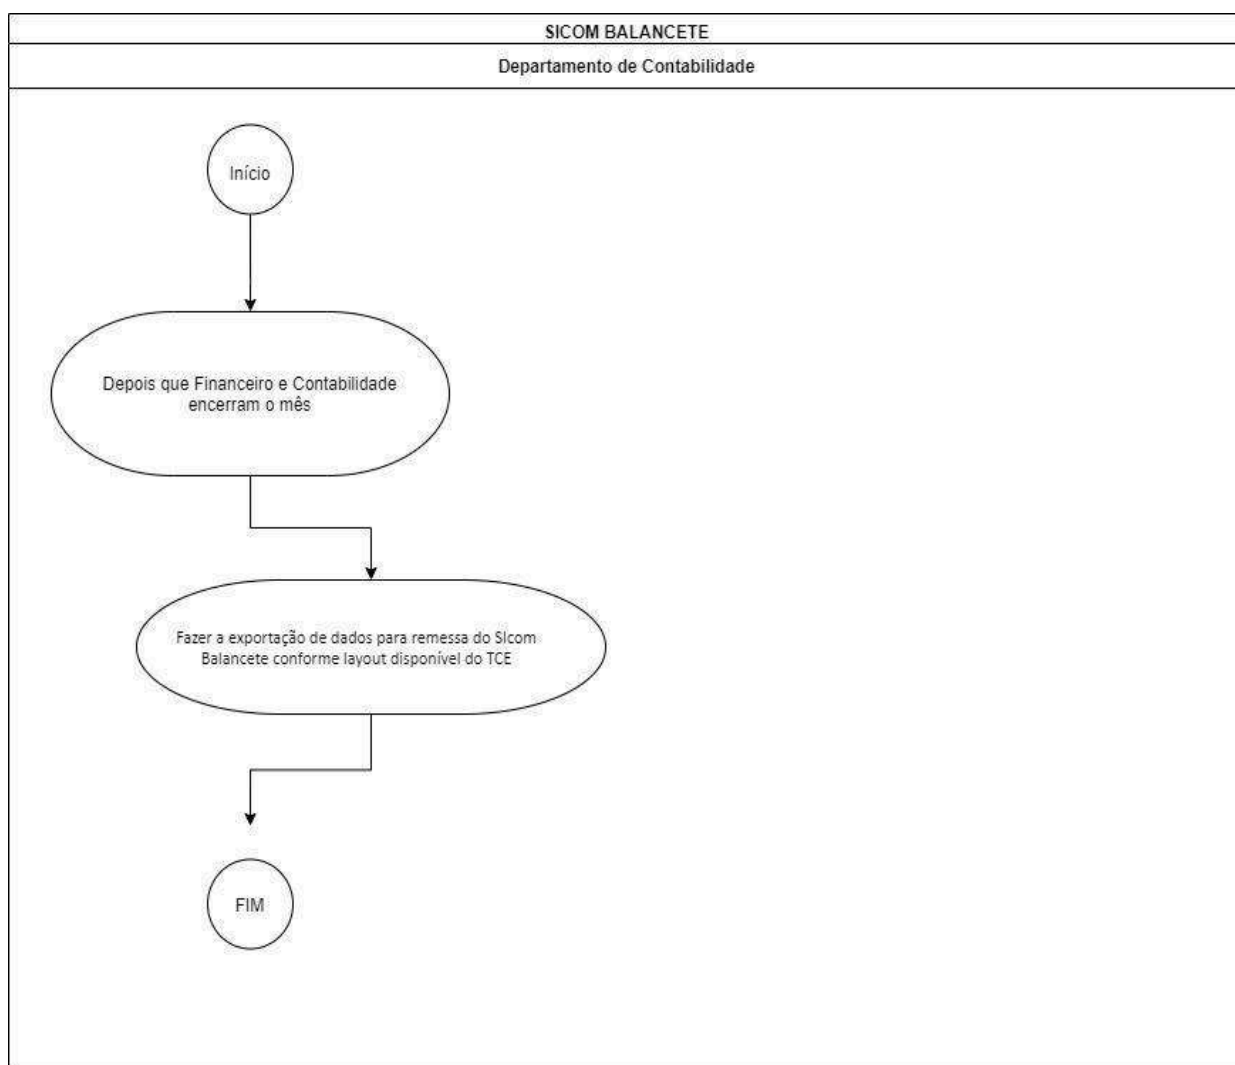 SICOM BALANCETE
Departamento de Contabilidade
Início
Depois que Financeiro e Contabilidade
encerram o mês
Fazer a exportação de dados para remessa do SIcom
Balancete conforme layout disponível do TCE
FIM